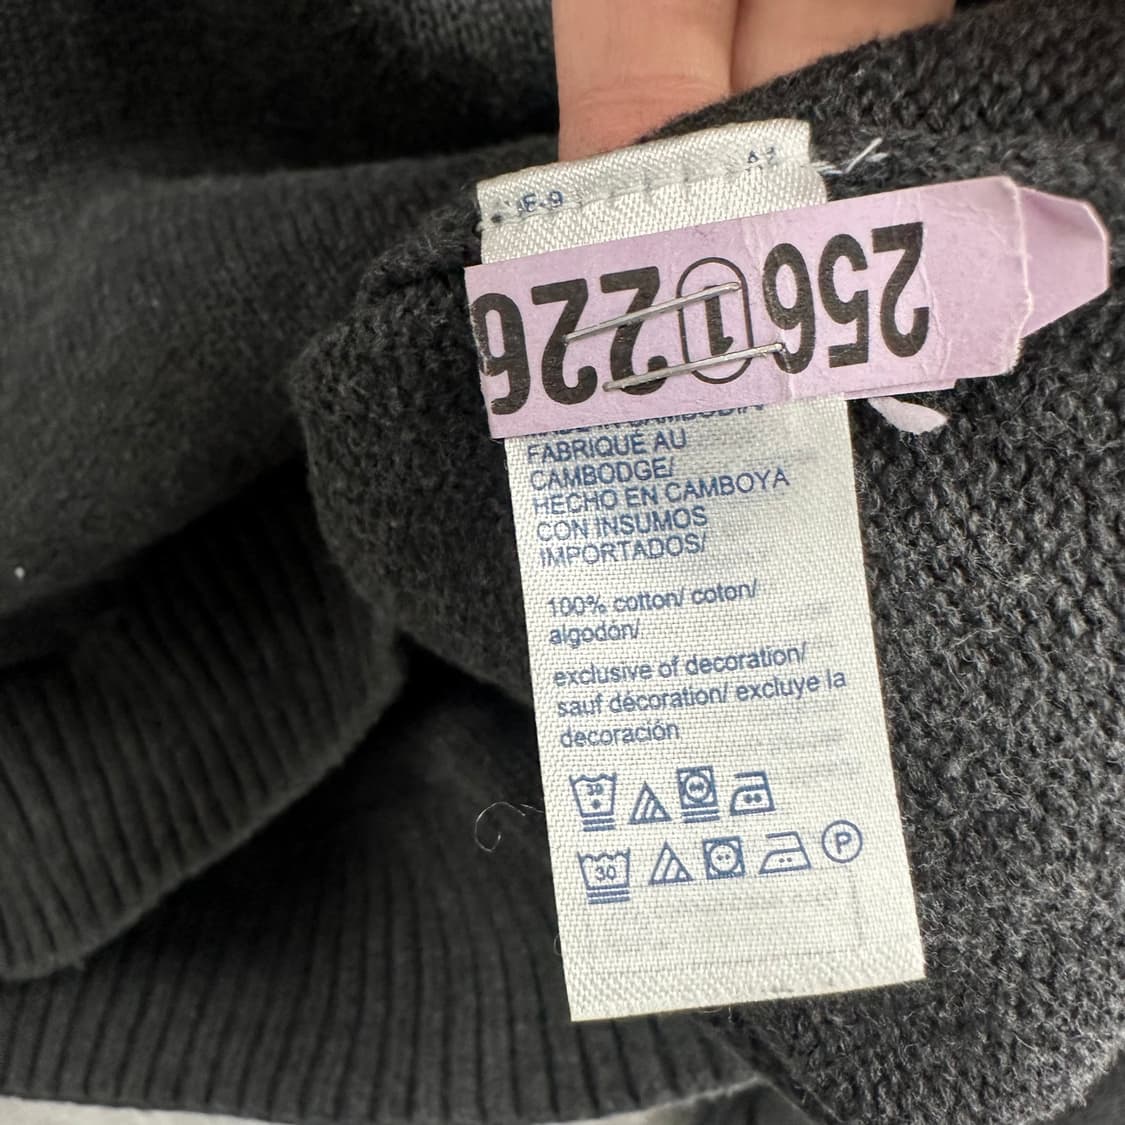 256 1 226
FABRIQUE AU
CAMBODGE/
HECHO EN CAMBOYA
CON INSUMOS
IMPORTADOS/
100% cotton/ coton/
algodón/
exclusive of decoration/
sauf décoration/ excluye la
decoración
30
30
P